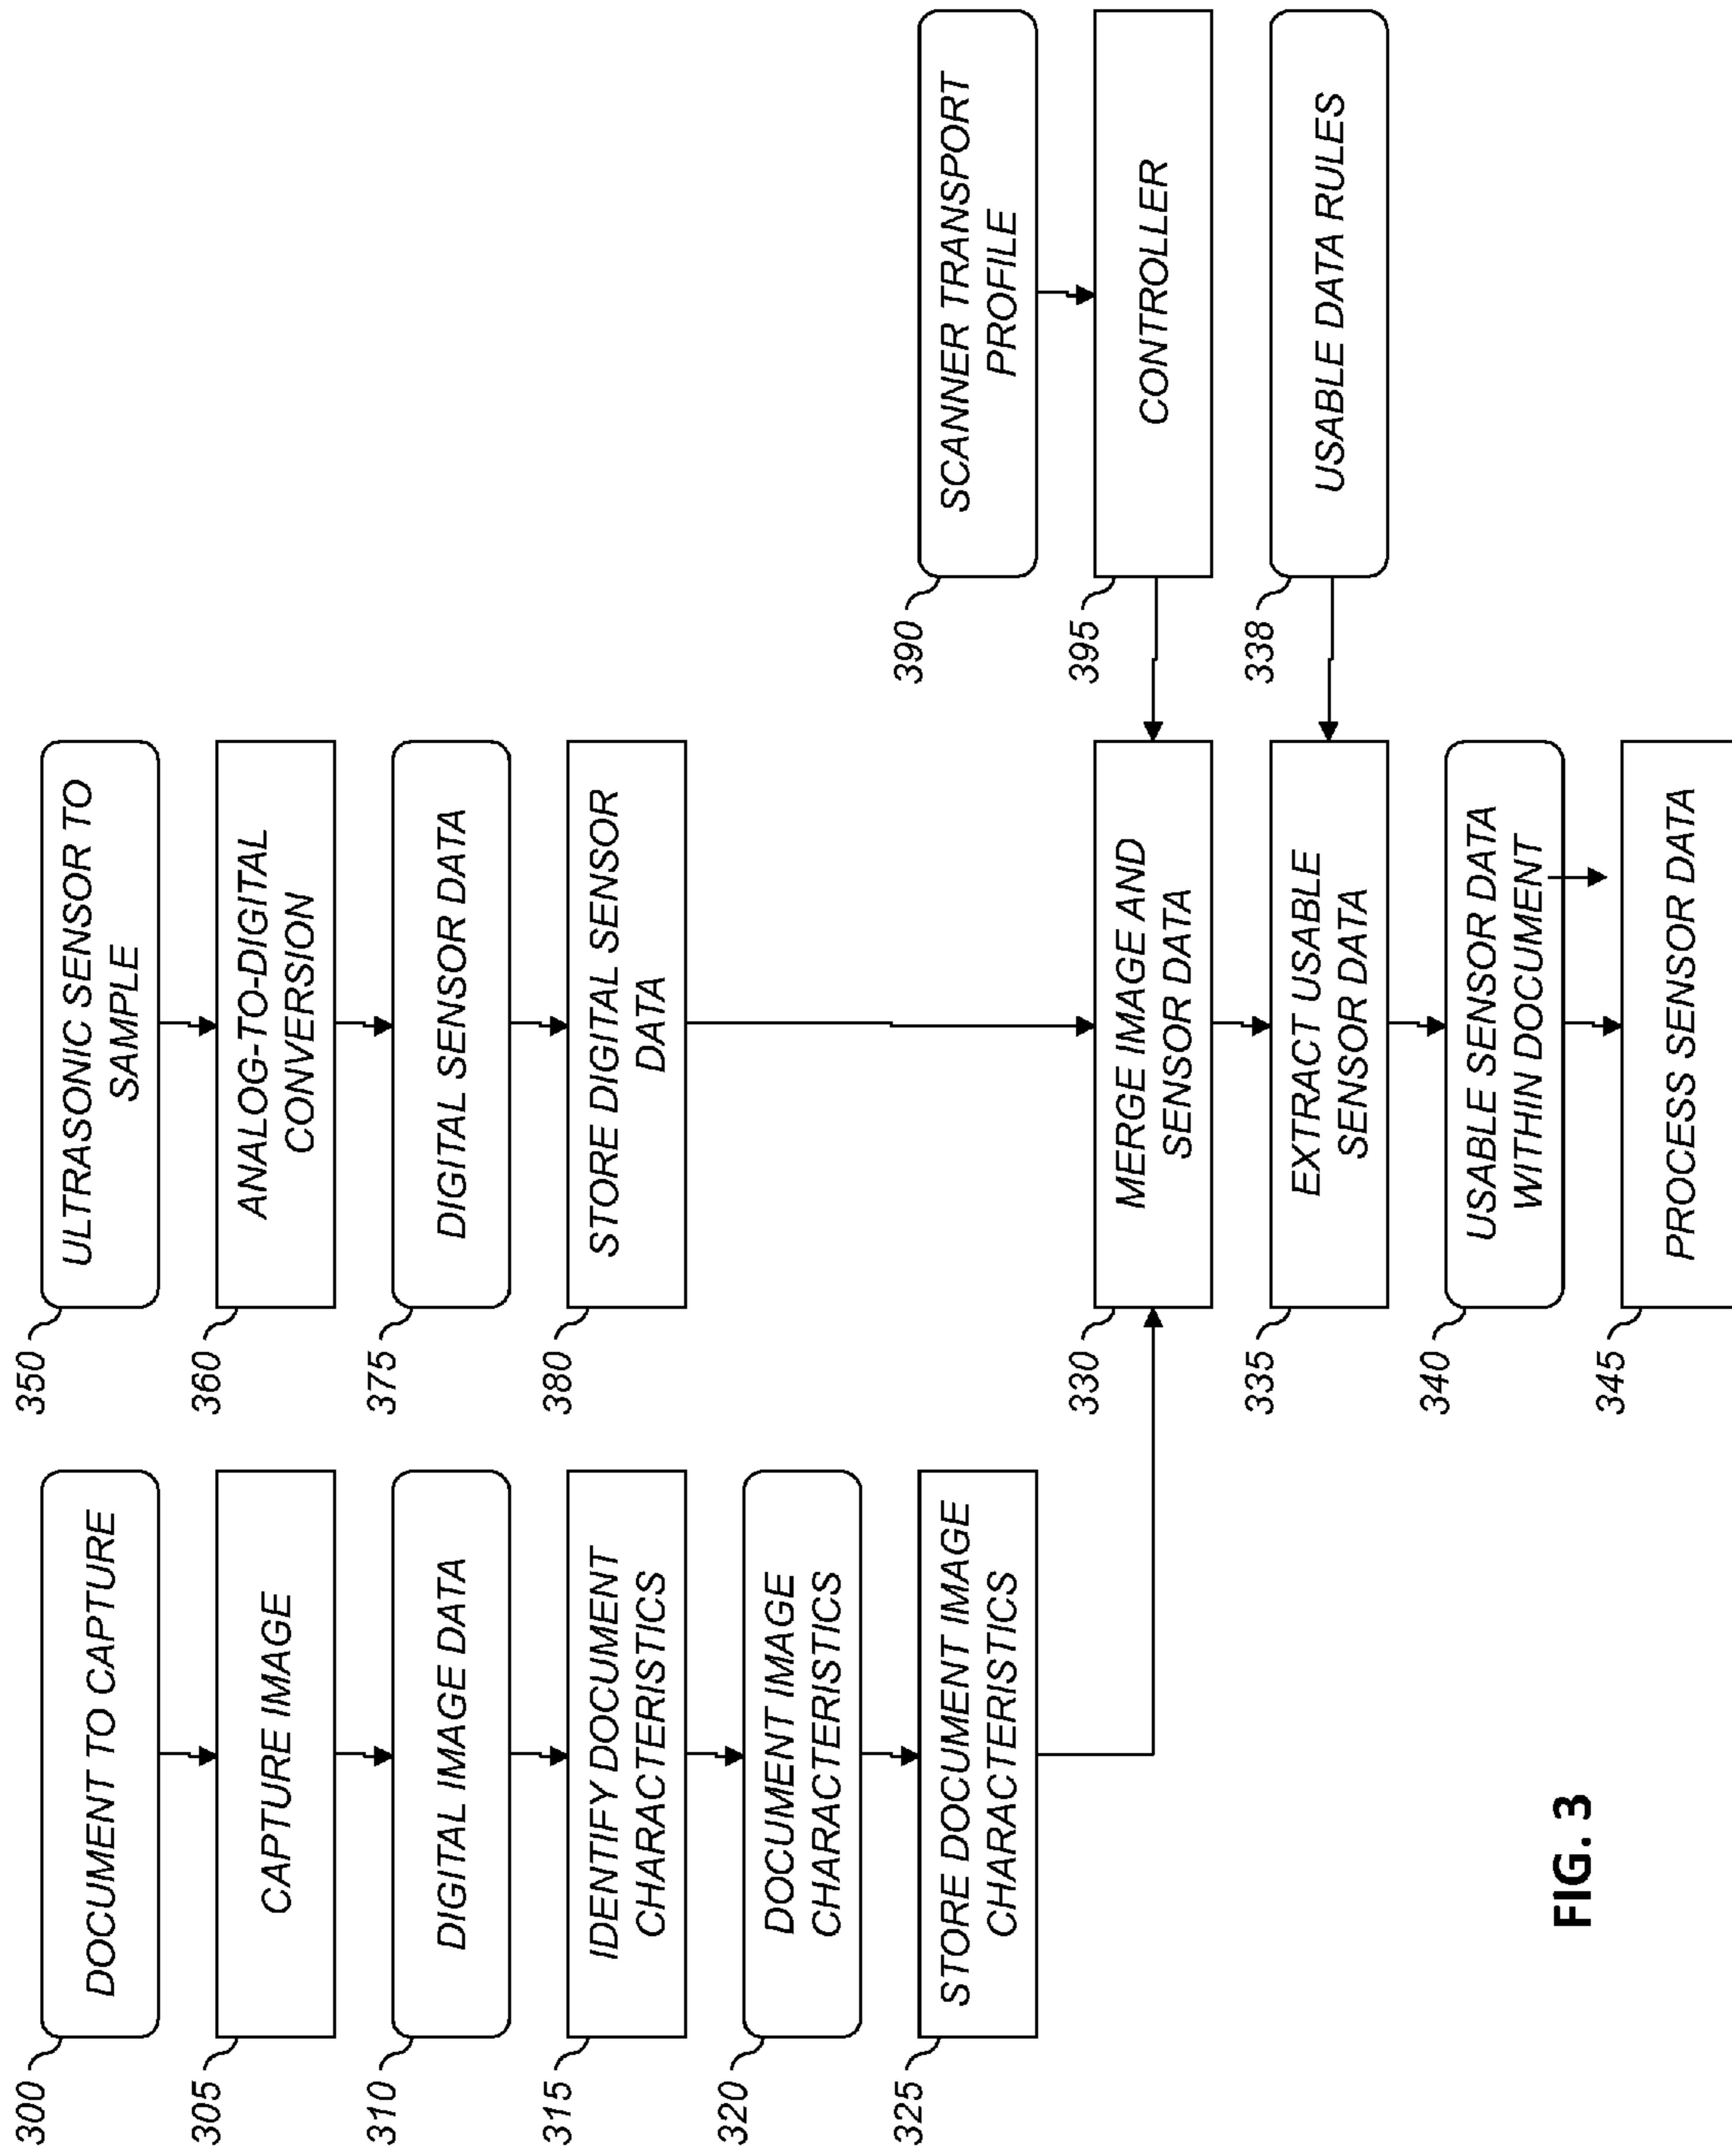 300
DOCUMENT TO CAPTURE
305
CAPTURE IMAGE
310
DIGITAL IMAGE DATA
315
IDENTIFY DOCUMENT
CHARACTERISTICS
320
DOCUMENT IMAGE
CHARACTERISTICS
325
STORE DOCUMENT IMAGE
CHARACTERISTICS
350
ULTRASONIC SENSOR TO
SAMPLE
360
ANALOG-TO-DIGITAL
CONVERSION
375
DIGITAL SENSOR DATA
380
STORE DIGITAL SENSOR
DATA
330
MERGE IMAGE AND
SENSOR DATA
335
EXTRACT USABLE
SENSOR DATA
340
USABLE SENSOR DATA
WITHIN DOCUMENT
345
PROCESS SENSOR DATA
390
SCANNER TRANSPORT
PROFILE
395
CONTROLLER
338
USABLE DATA RULES
FIG. 3